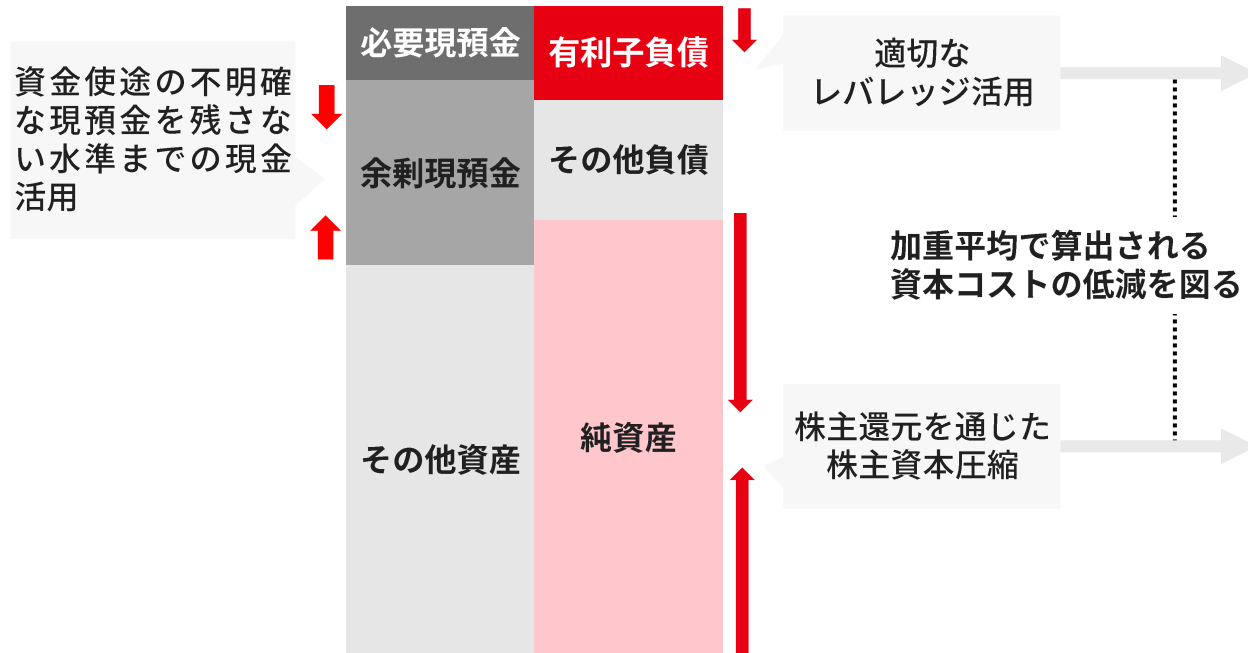 資金使途の不明確
な現預金を残さな
い水準までの現金
活用
必要現預金
余剰現預金
その他資産
有利子負債
その他負債
純資産
適切な
レバレッジ活用
加重平均で算出される
資本コストの低減を図る
株主還元を通じた
株主資本圧縮